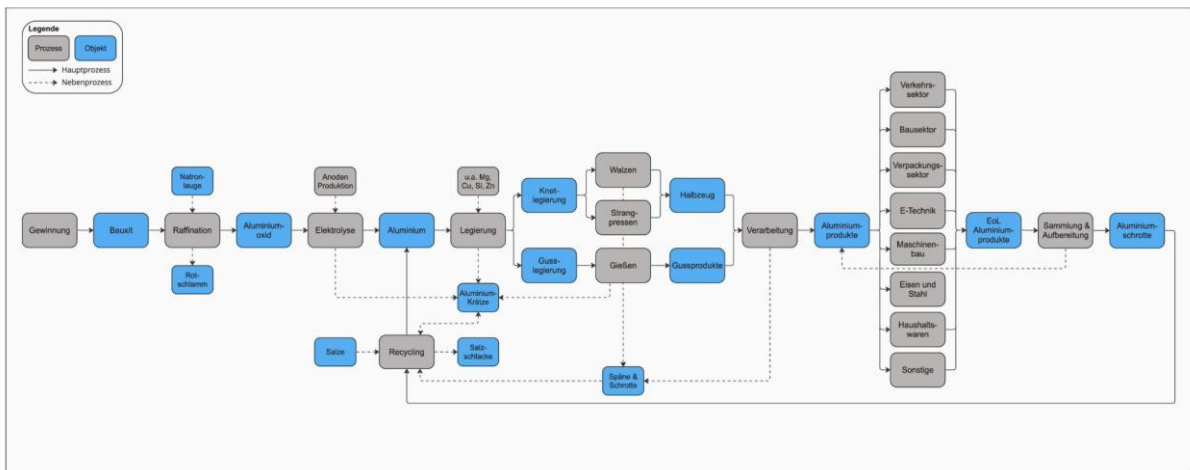 Legende
Prozess
Objekt
Hauptprozess
Nebenprozess
Natron-
lauge
Anoden
Produktion
u.a. Mg,
Cu, Si, Zn
Gewinnung
Bauxit
Raffination
Aluminium-
oxid
Elektrolyse
Aluminium
Legierung
Rot-
schlamm
Knet-
legierung
Guss-
legierung
Walzen
Strang-
pressen
Gießen
Halbzeug
Gussprodukte
Aluminium-
Krätze
Salze
Recycling
Salz-
schlacke
Späne &
Schrotte
Verarbeitung
Aluminium-
produkte
Verkehrs-
sektor
Bausektor
Verpackungs-
sektor
E-Technik
Maschinen-
bau
Eisen und
Stahl
Haushalts-
waren
Sonstige
EoL
Aluminium-
produkte
Sammlung &
Aufbereitung
Aluminium-
schrotte